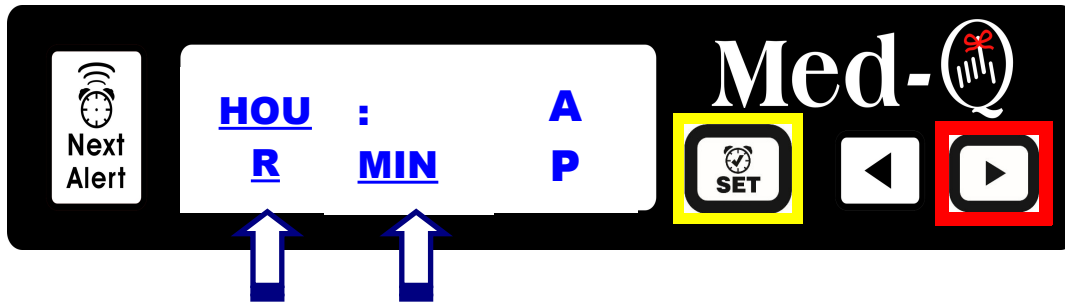 Next
Alert
HOU : A
R MIN P
Med-Q
SET